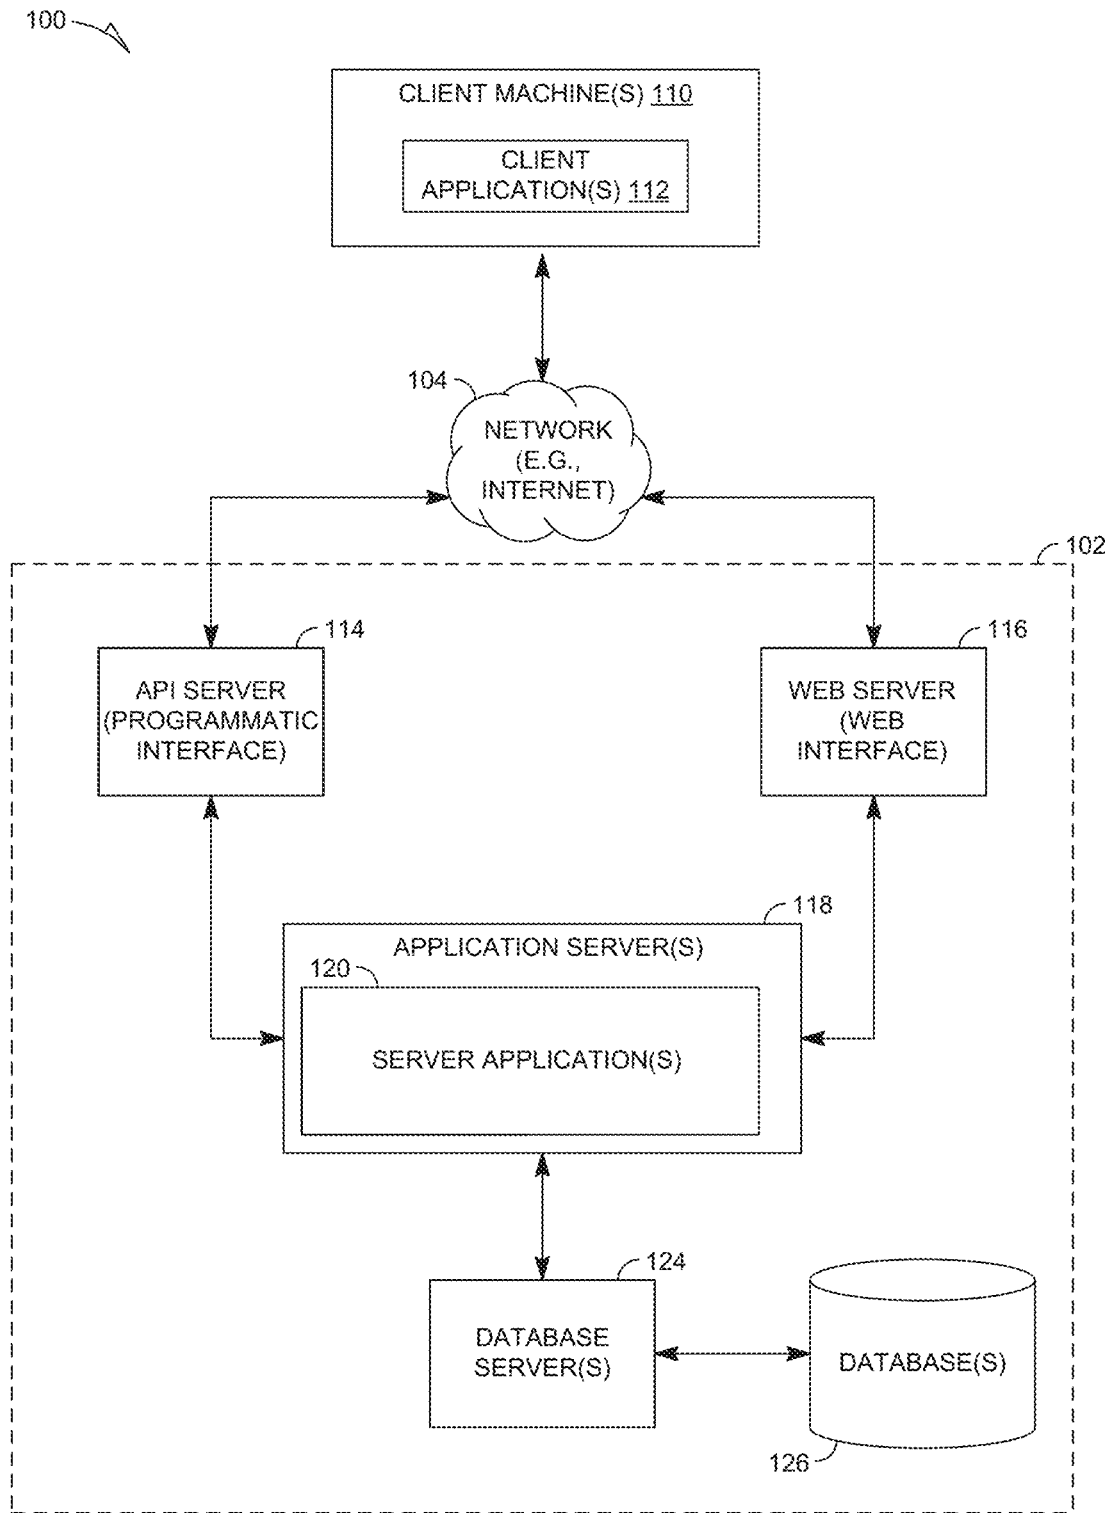 100
CLIENT MACHINE(S) 110
CLIENT
APPLICATION(S) 112
104
NETWORK
(E.G.,
INTERNET)
102
114
API SERVER
(PROGRAMMATIC
INTERFACE)
116
WEB SERVER
(WEB
INTERFACE)
118
APPLICATION SERVER(S)
120
SERVER APPLICATION(S)
124
DATABASE
SERVER(S)
DATABASE(S)
126